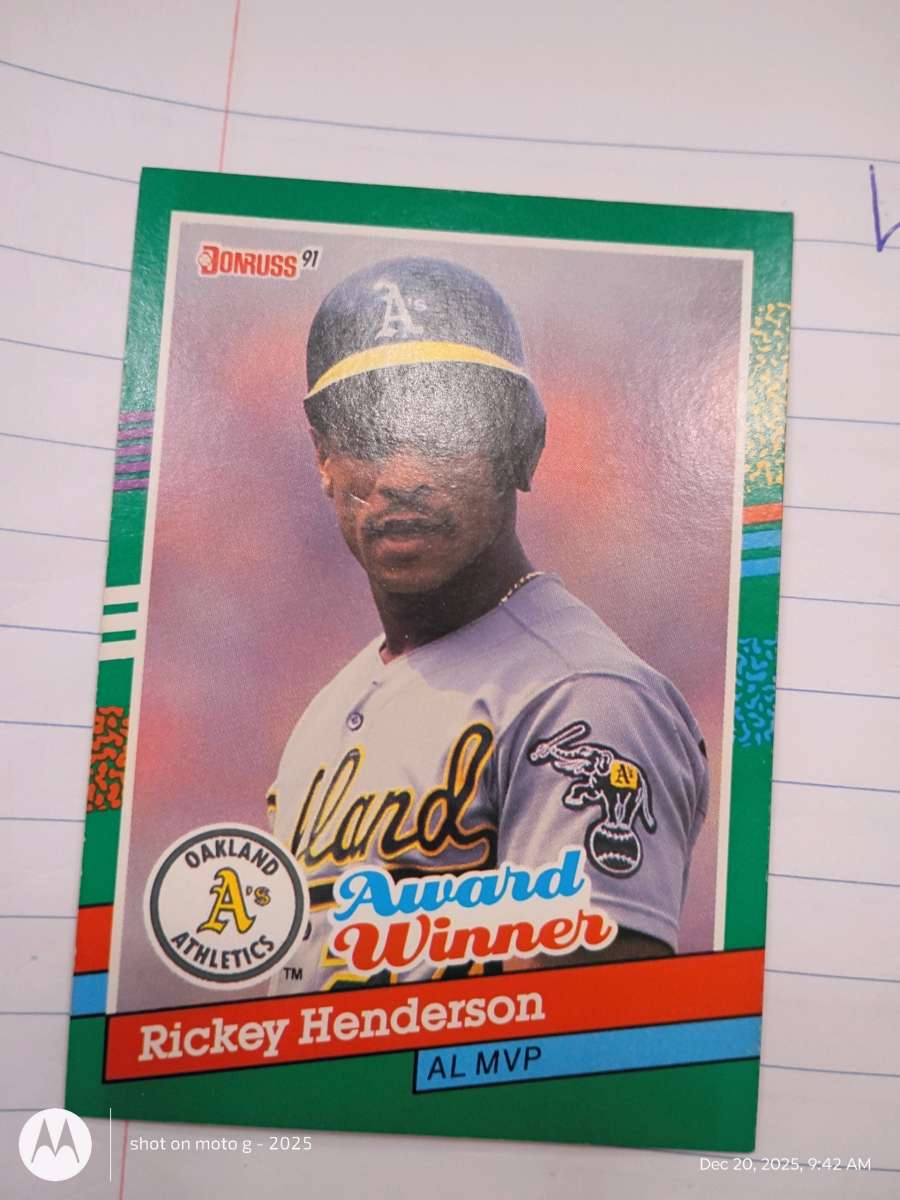 DONRUSS 91
A's
land
A's
OAKLAND
A's
ATHLETICS
TM
Award
Winner
Rickey Henderson
AL MVP
shot on moto g - 2025
Dec 20, 2025, 9:42 AM